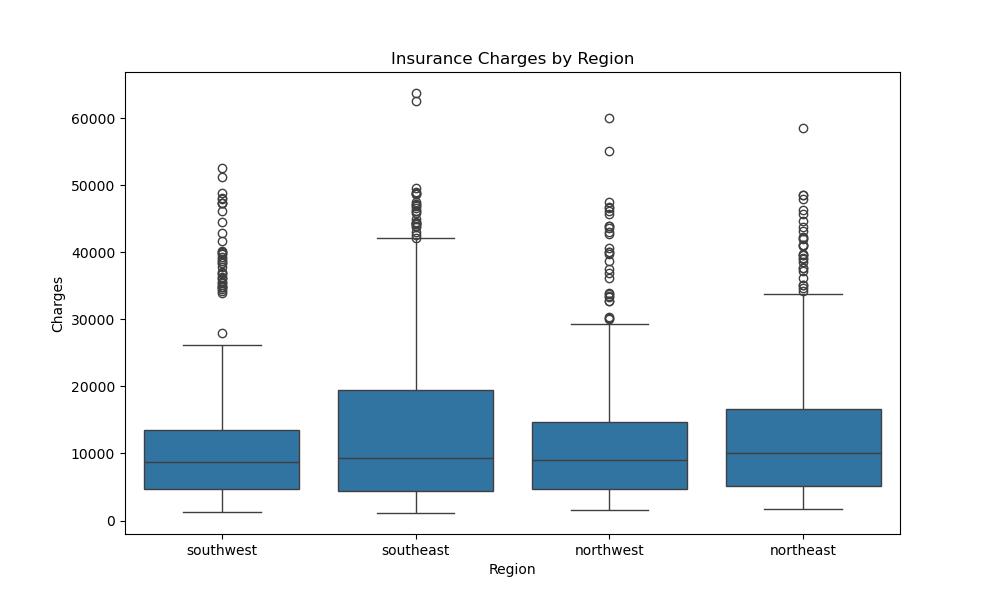 Insurance Charges by Region
60000
50000
40000
30000
20000
10000
0
Charges
southwest southeast northwest northeast
Region